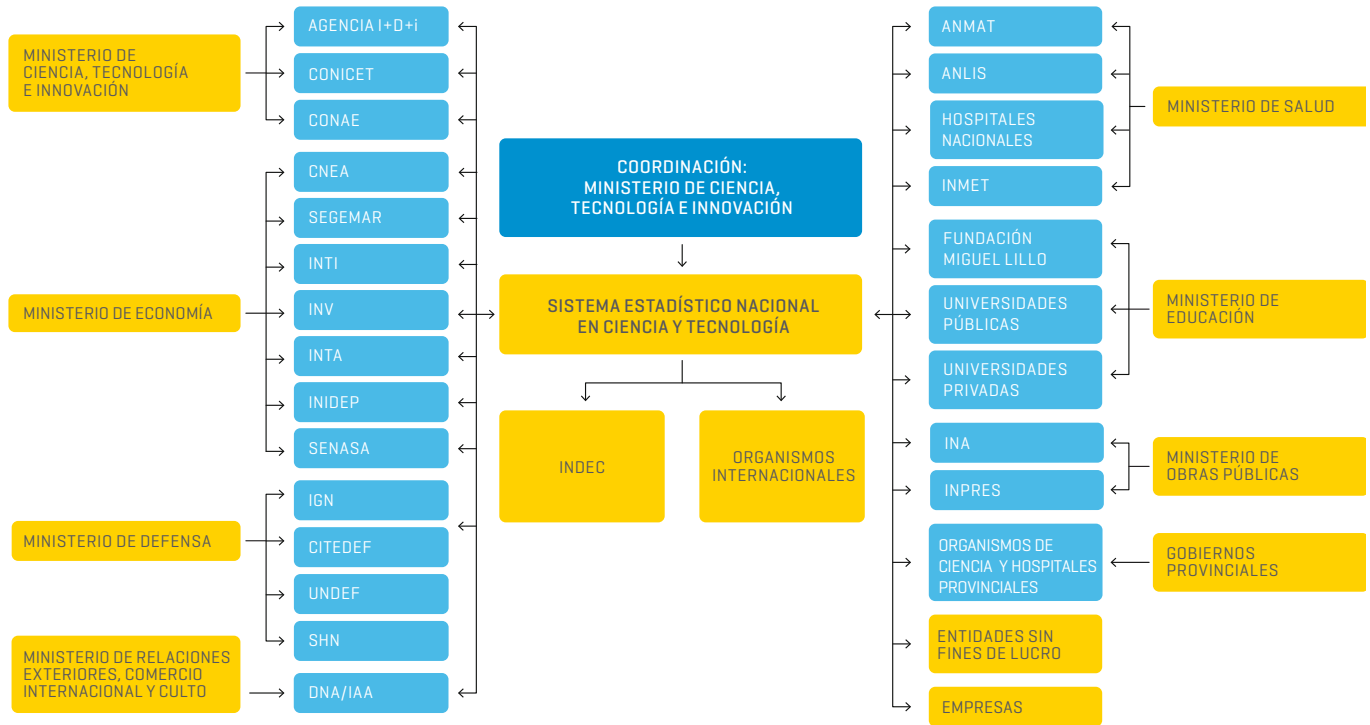 MINISTERIO DE
CIENCIA, TECNOLOGÍA
E INNOVACIÓN
AGENCIA I+D+i
CONICET
CONAE
MINISTERIO DE ECONOMÍA
CNEA
SEGEMAR
INTI
INV
INTA
INIDEP
SENASA
MINISTERIO DE DEFENSA
IGN
CITEDEF
UNDEF
SHN
MINISTERIO DE RELACIONES
EXTERIORES, COMERCIO
INTERNACIONAL Y CULTO
DNA/IAA
COORDINACIÓN:
MINISTERIO DE CIENCIA,
TECNOLOGÍA E INNOVACIÓN
SISTEMA ESTADÍSTICO NACIONAL
EN CIENCIA Y TECNOLOGÍA
INDEC
ORGANISMOS
INTERNACIONALES
ANMAT
ANLIS
HOSPITALES
NACIONALES
INMET
MINISTERIO DE SALUD
FUNDACIÓN
MIGUEL LILLO
UNIVERSIDADES
PÚBLICAS
UNIVERSIDADES
PRIVADAS
MINISTERIO DE
EDUCACIÓN
INA
INPRES
MINISTERIO DE
OBRAS PÚBLICAS
ORGANISMOS DE
CIENCIA Y HOSPITALES
PROVINCIALES
GOBIERNOS
PROVINCIALES
ENTIDADES SIN
FINES DE LUCRO
EMPRESAS